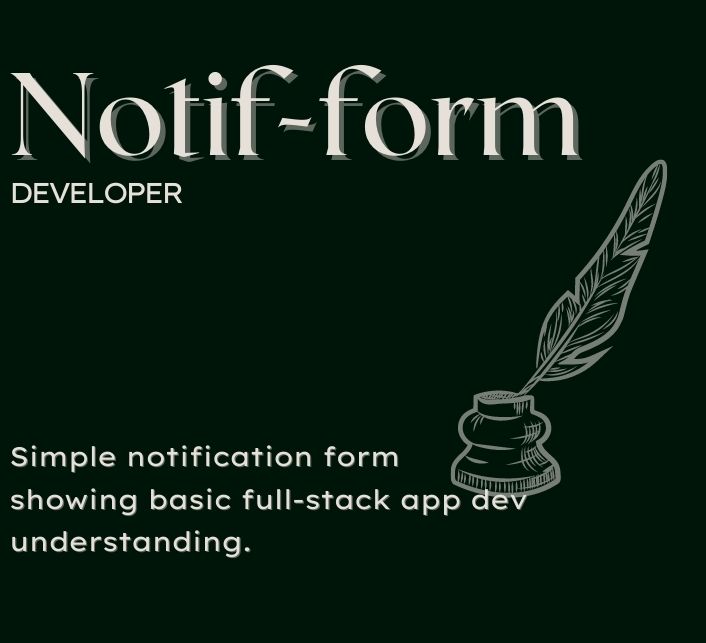 Notif-form
DEVELOPER
Simple notification form
showing basic full-stack app dev
understanding.